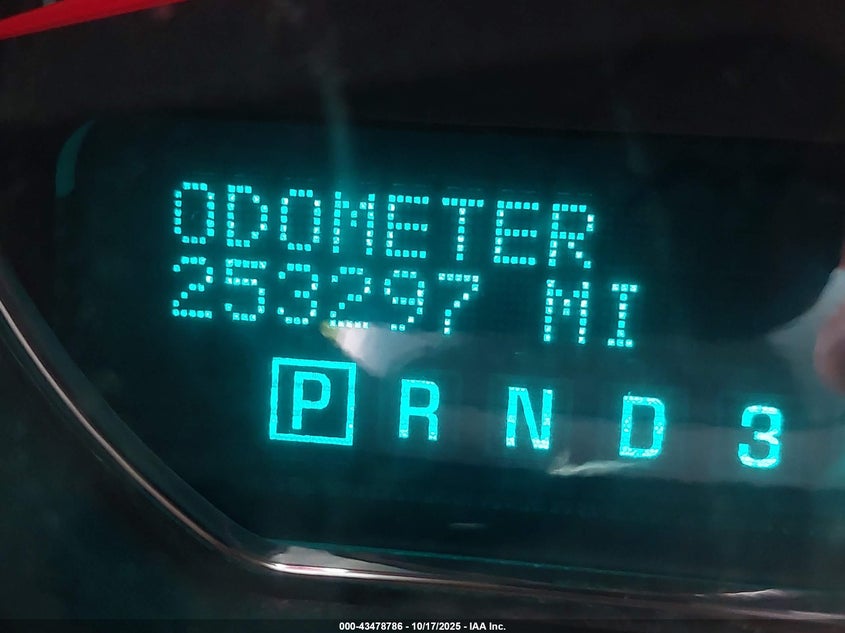 ODOMETER
253297 MI
P R N D 3
000-43478786 - 10/17/2025 - IAA Inc.